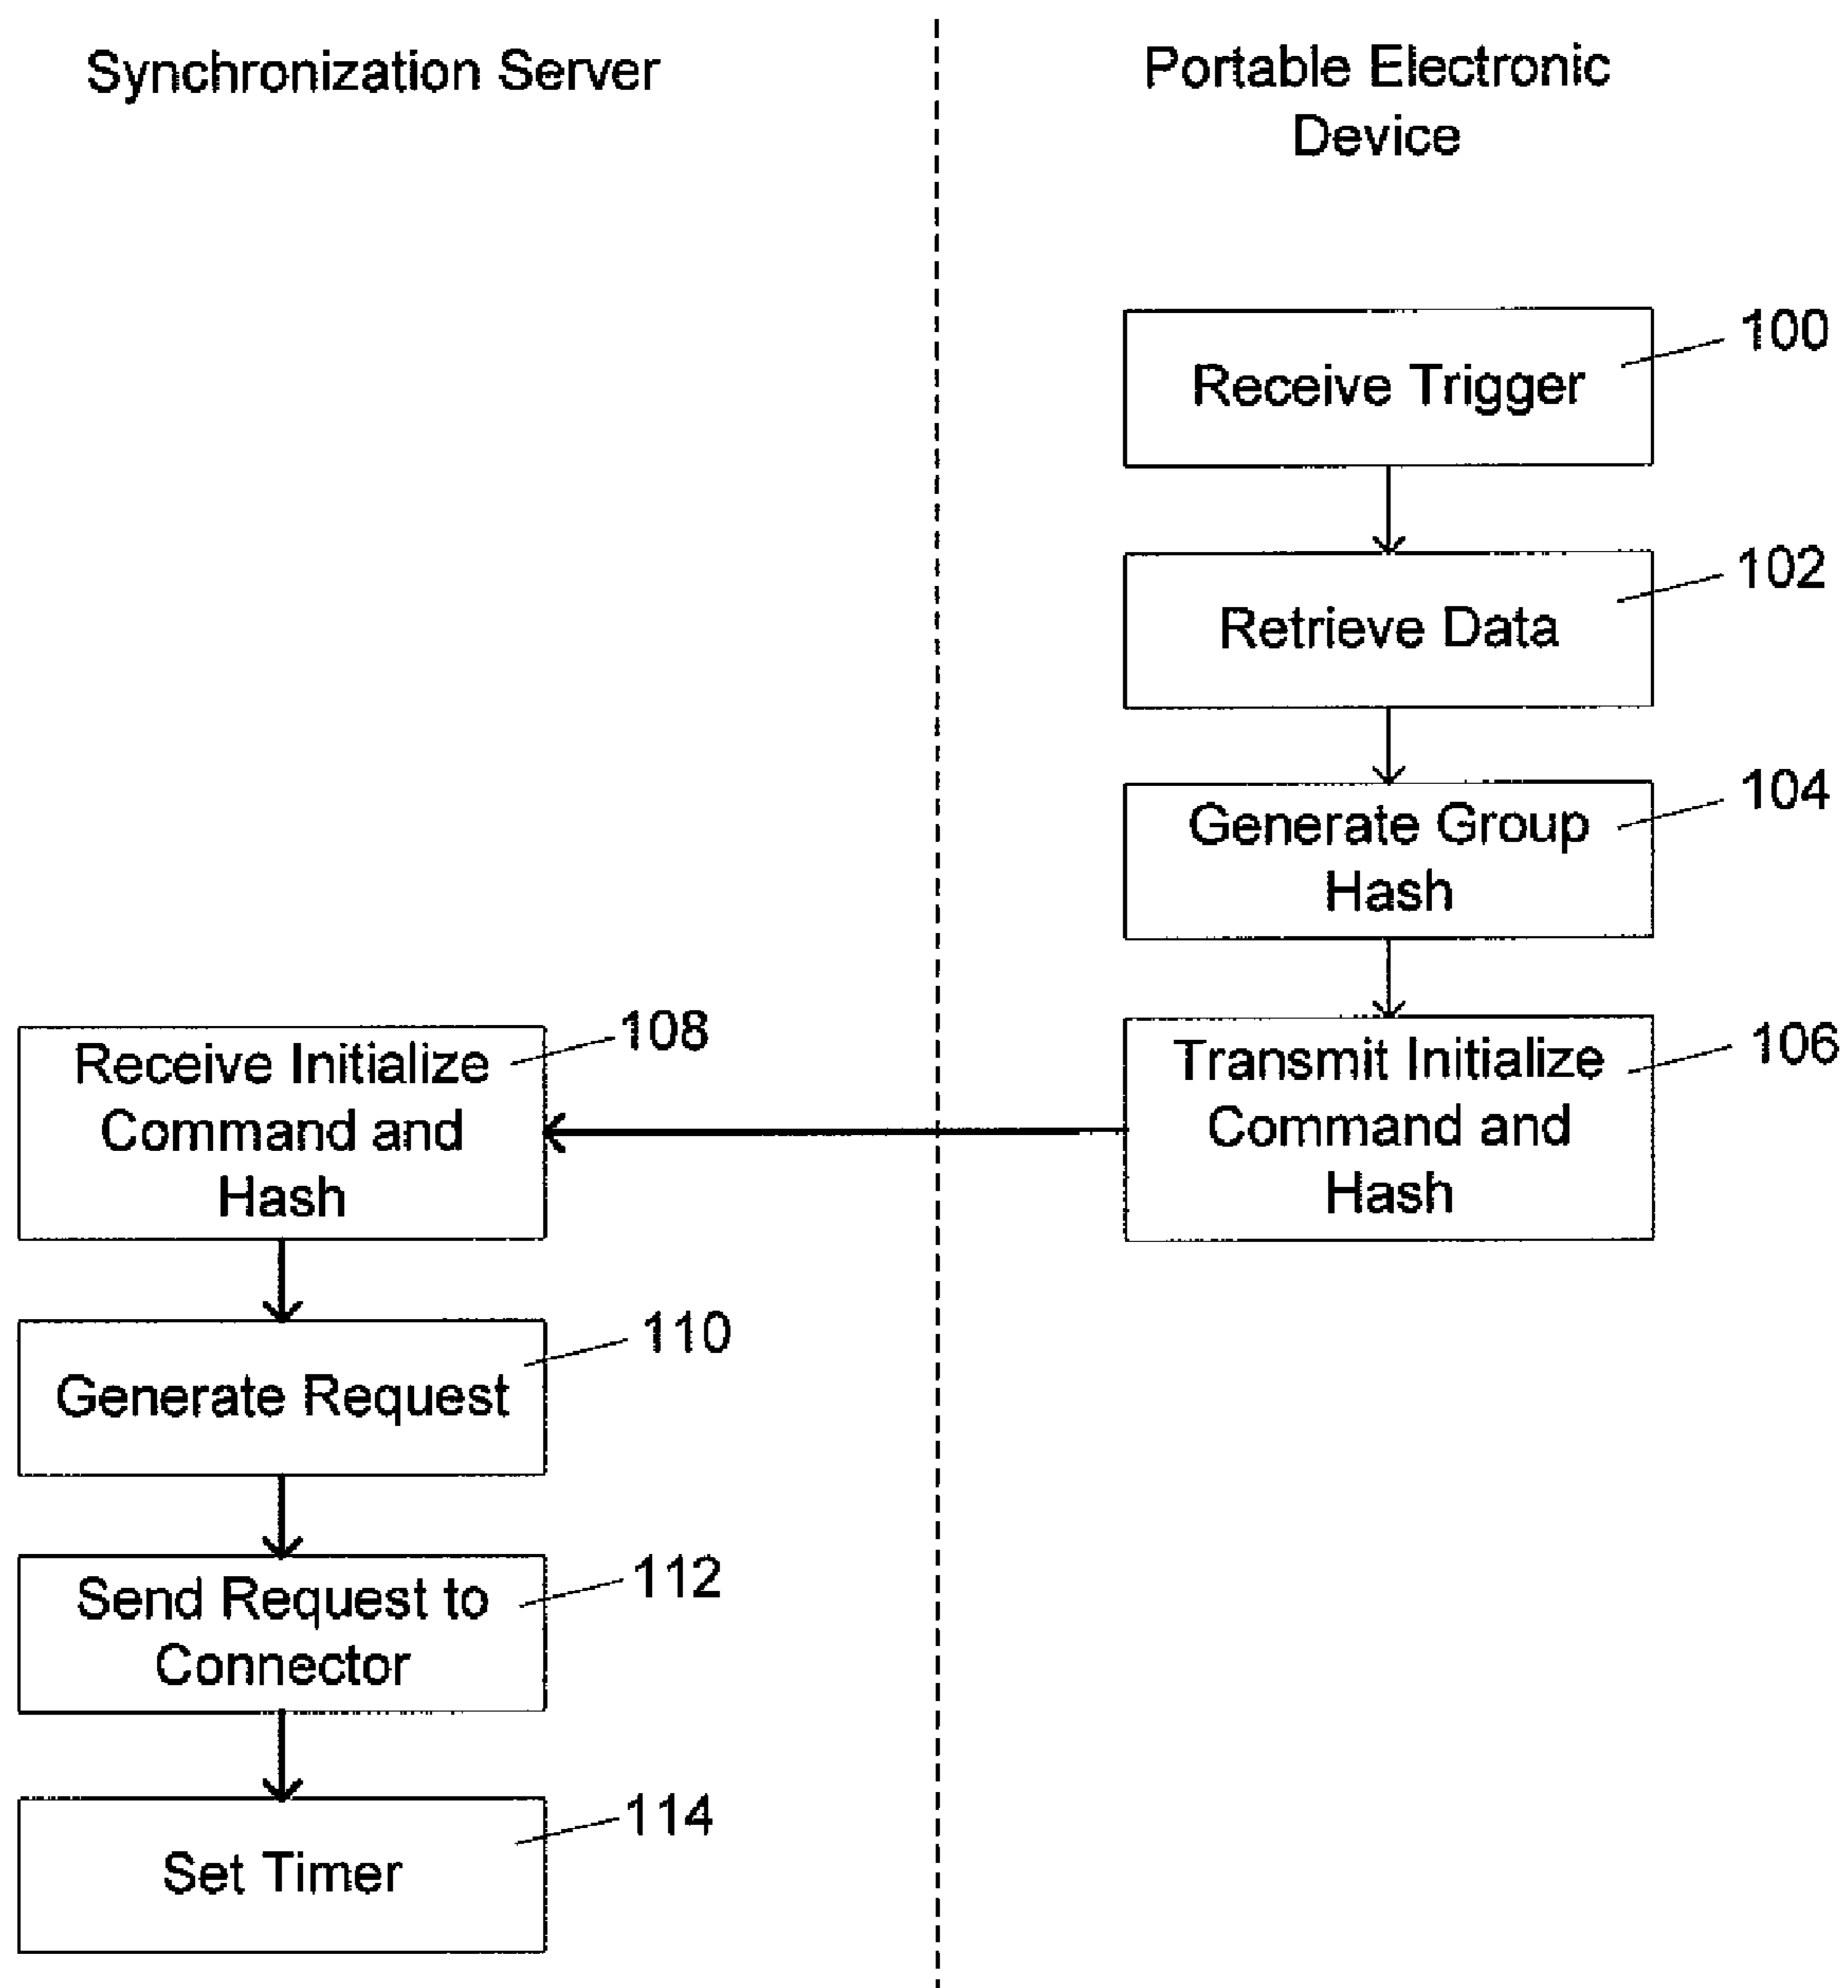 Synchronization Server
Portable Electronic
Device
100
Receive Trigger
102
Retrieve Data
104
Generate Group
Hash
106
Transmit Initialize
Command and
Hash
108
Receive Initialize
Command and
Hash
110
Generate Request
112
Send Request to
Connector
114
Set Timer